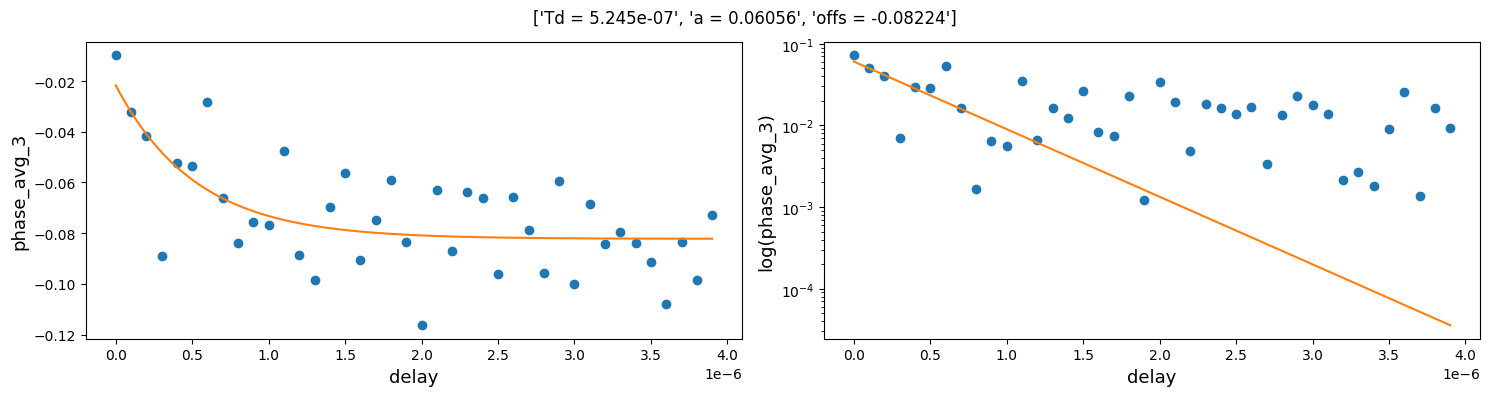 ['Td = 5.245e-07', 'a = 0.06056', 'offs = -0.08224']
phase_avg_3
−0.02
−0.04
−0.06
−0.08
−0.10
−0.12
0.0 0.5 1.0 1.5 2.0 2.5 3.0 3.5 4.0
1e−6
delay
log(phase_avg_3)
10−1
10−2
10−3
10−4
0.0 0.5 1.0 1.5 2.0 2.5 3.0 3.5 4.0
1e−6
delay